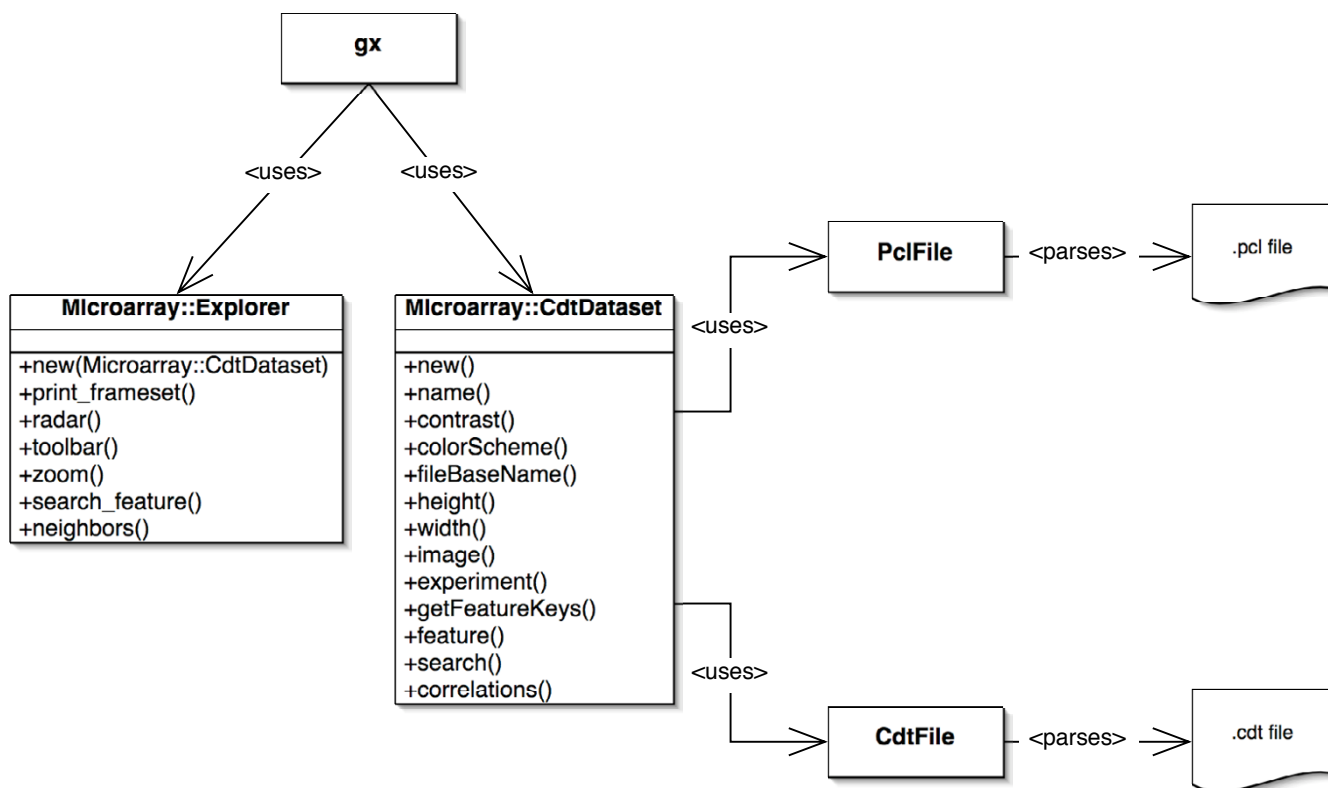 gx
<uses>
<uses>
MIcroarray::Explorer
+new(Microarray::CdtDataset)
+print_frameset()
+radar()
+toolbar()
+zoom()
+search_feature()
+neighbors()
MIcroarray::CdtDataset
+new()
+name()
+contrast()
+colorScheme()
+fileBaseName()
+height()
+width()
+image()
+experiment()
+getFeatureKeys()
+feature()
+search()
+correlations()
<uses>
PclFile
<parses>
.pcl file
<uses>
CdtFile
<parses>
.cdt file